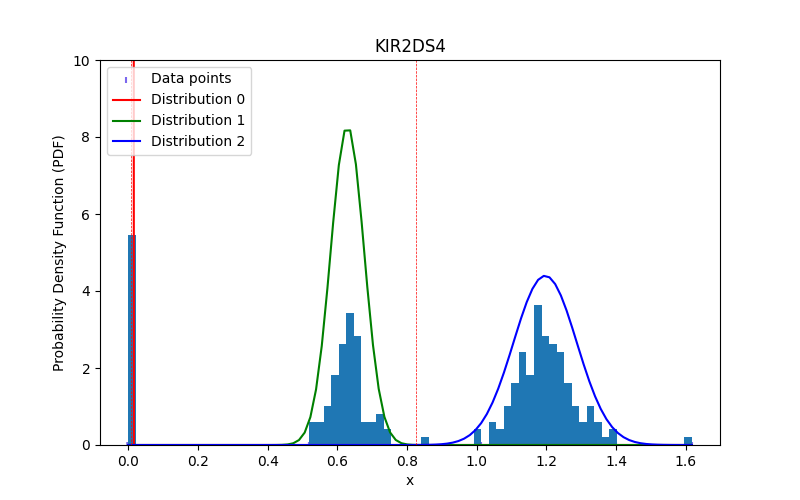 KIR2DS4
Data points
Distribution 0
Distribution 1
Distribution 2
Probability Density Function (PDF)
10
8
6
4
2
0
0.0 0.2 0.4 0.6 0.8 1.0 1.2 1.4 1.6
x